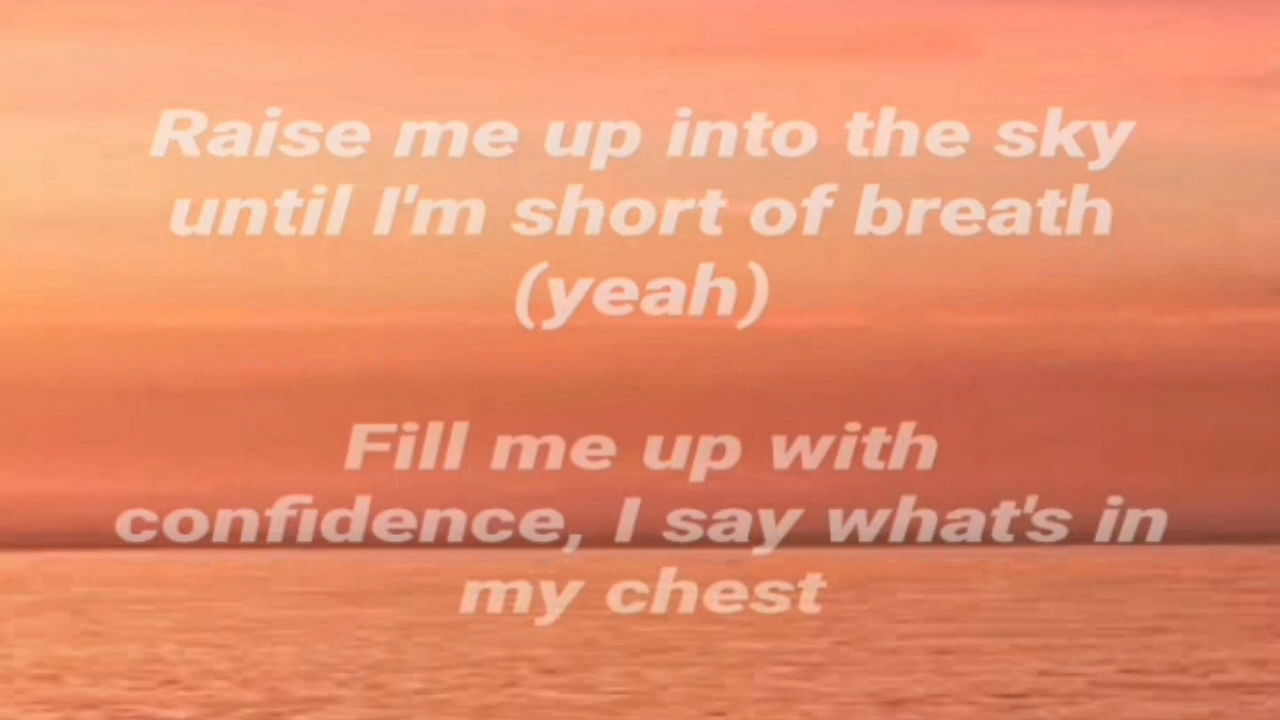 Raise me up into the sky
until I'm short of breath
(yeah)
Fill me up with
confidence, I say what's in
my chest